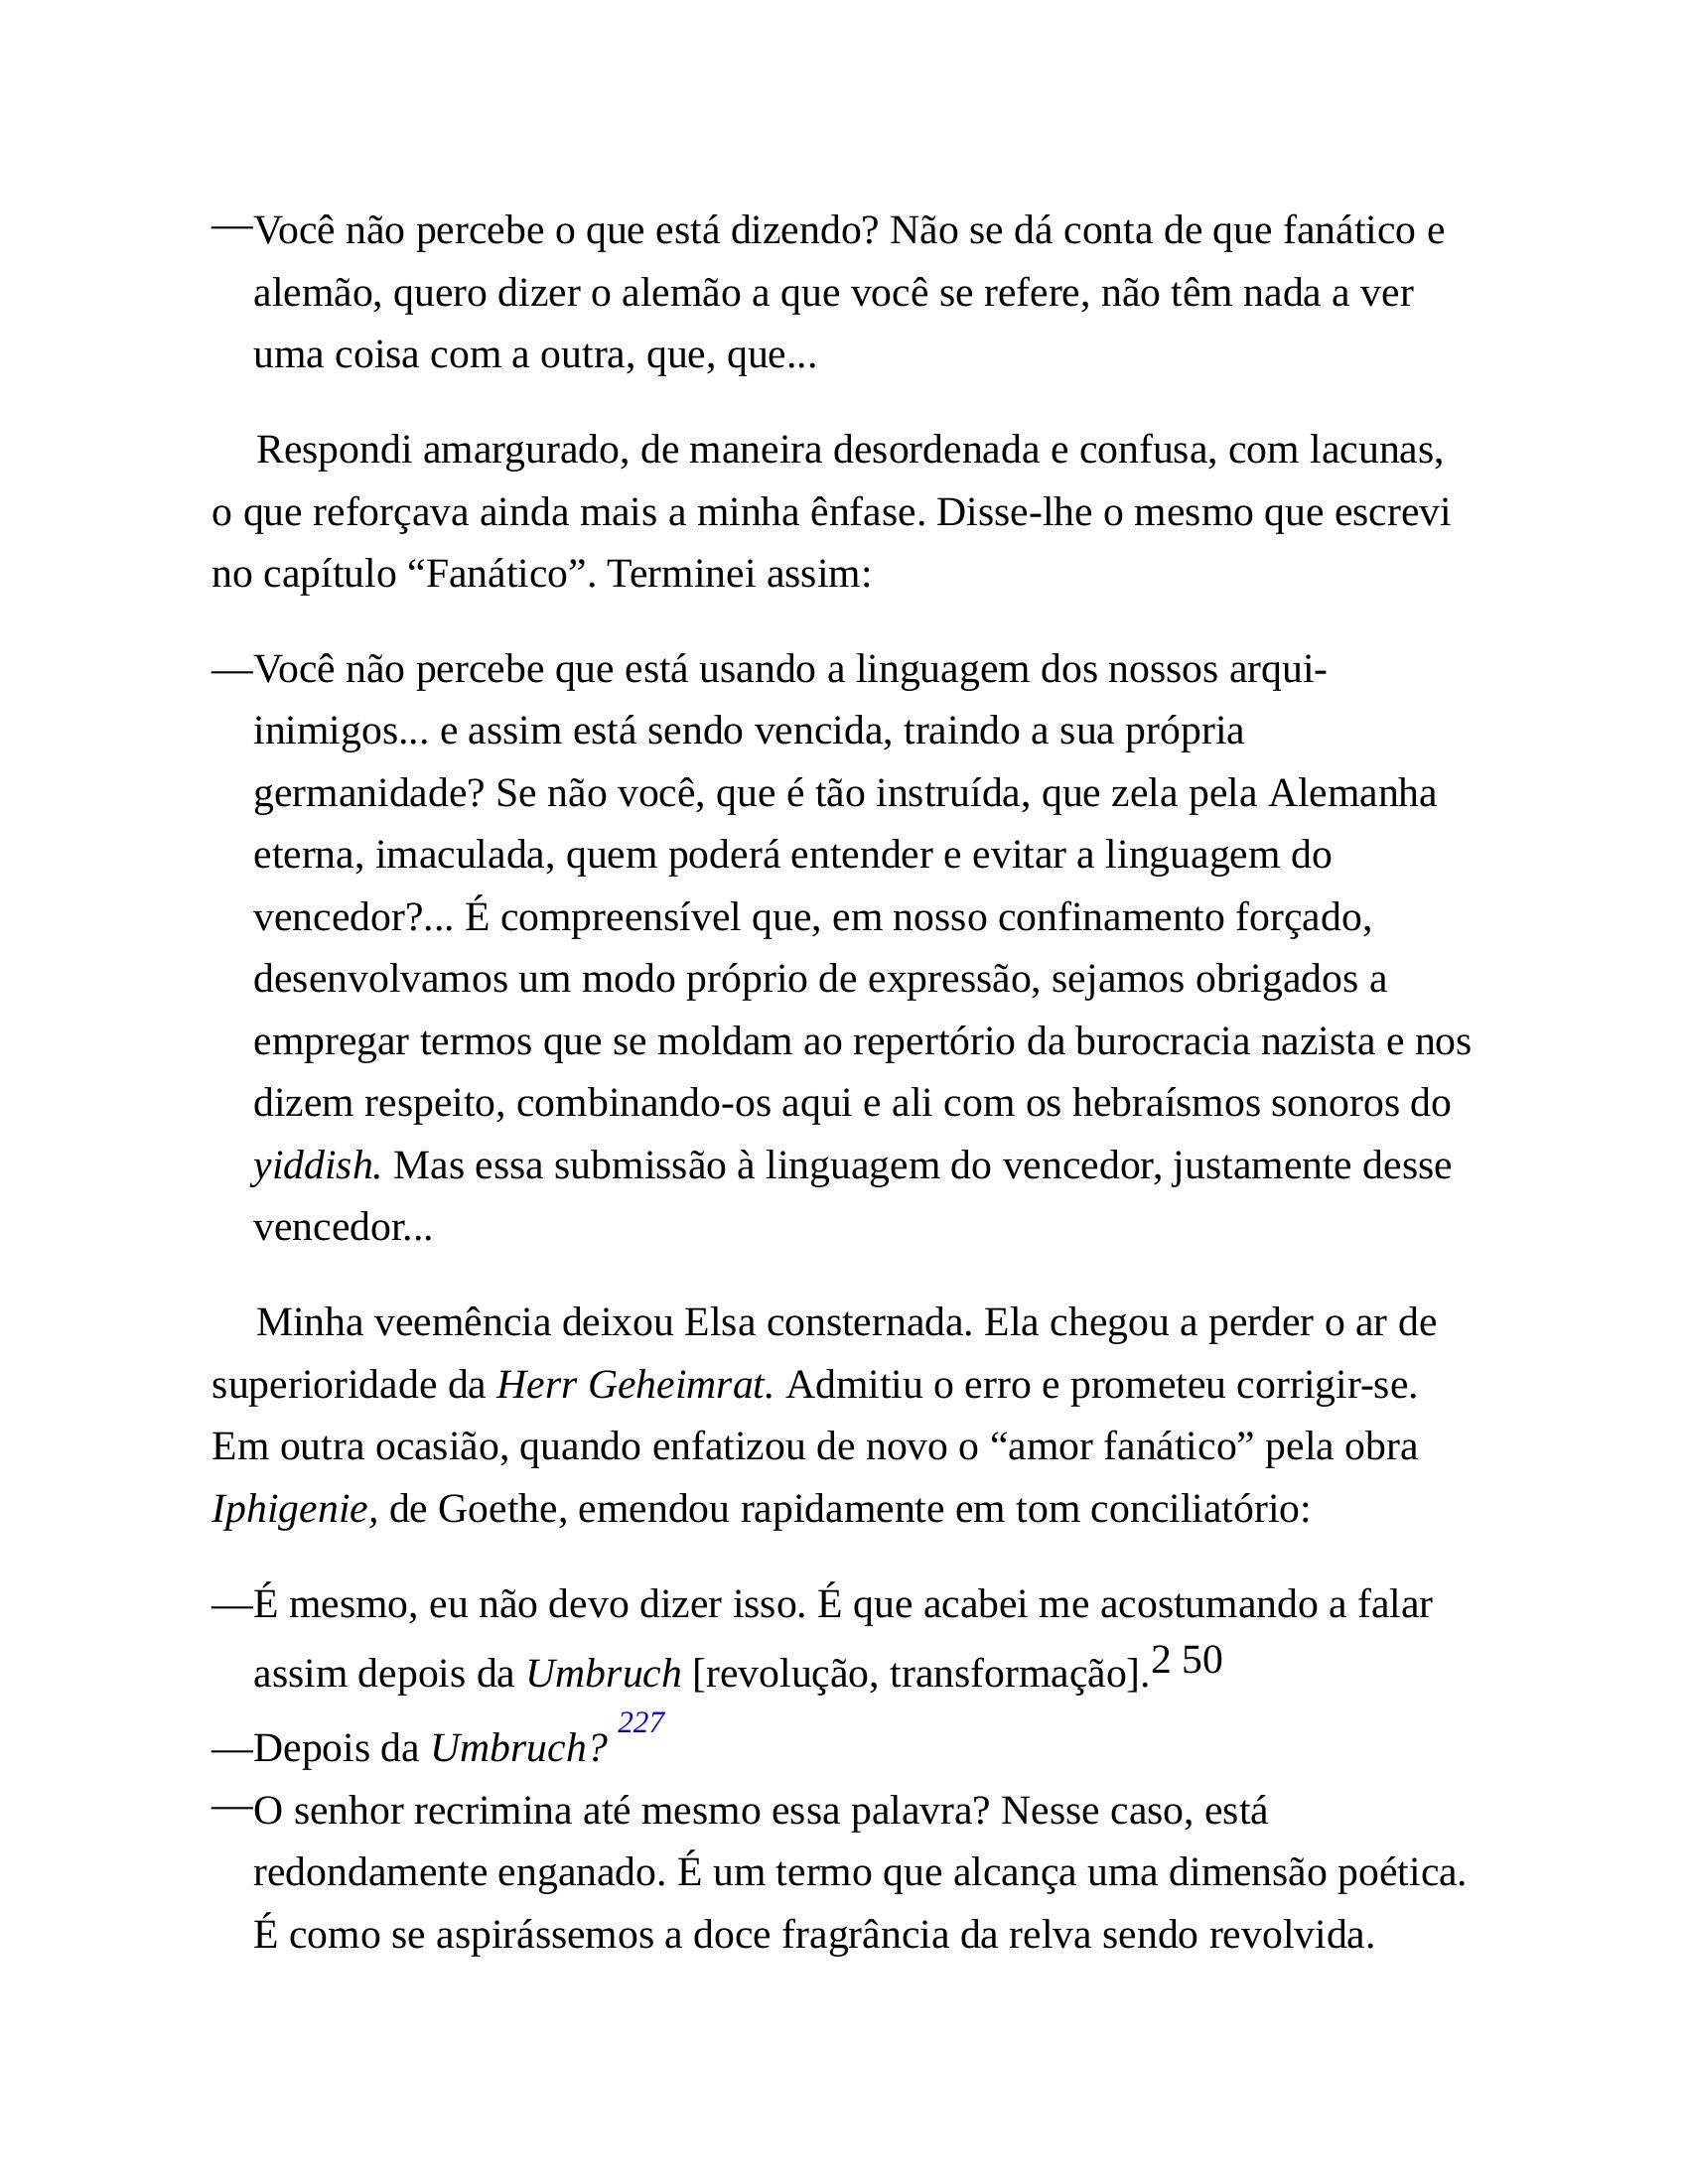 —Você não percebe o que está dizendo? Não se dá conta de que fanático e
alemão, quero dizer o alemão a que você se refere, não têm nada a ver
uma coisa com a outra, que, que...
Respondi amargurado, de maneira desordenada e confusa, com lacunas,
o que reforçava ainda mais a minha ênfase. Disse-lhe o mesmo que escrevi
no capítulo “Fanático”. Terminei assim:
—Você não percebe que está usando a linguagem dos nossos arqui-
inimigos... e assim está sendo vencida, traindo a sua própria
germanidade? Se não você, que é tão instruída, que zela pela Alemanha
eterna, imaculada, quem poderá entender e evitar a linguagem do
vencedor?... É compreensível que, em nosso confinamento forçado,
desenvolvamos um modo próprio de expressão, sejamos obrigados a
empregar termos que se moldam ao repertório da burocracia nazista e nos
dizem respeito, combinando-os aqui e ali com os hebraísmos sonoros do
yiddish. Mas essa submissão à linguagem do vencedor, justamente desse
vencedor...
Minha veemência deixou Elsa consternada. Ela chegou a perder o ar de
superioridade da Herr Geheimrat. Admitiu o erro e prometeu corrigir-se.
Em outra ocasião, quando enfatizou de novo o “amor fanático” pela obra
Iphigenie, de Goethe, emendou rapidamente em tom conciliatório:
—É mesmo, eu não devo dizer isso. É que acabei me acostumando a falar
assim depois da Umbruch [revolução, transformação].2 50
—Depois da Umbruch? 227
—O senhor recrimina até mesmo essa palavra? Nesse caso, está
redondamente enganado. É um termo que alcança uma dimensão poética.
É como se aspirássemos a doce fragrância da relva sendo revolvida.